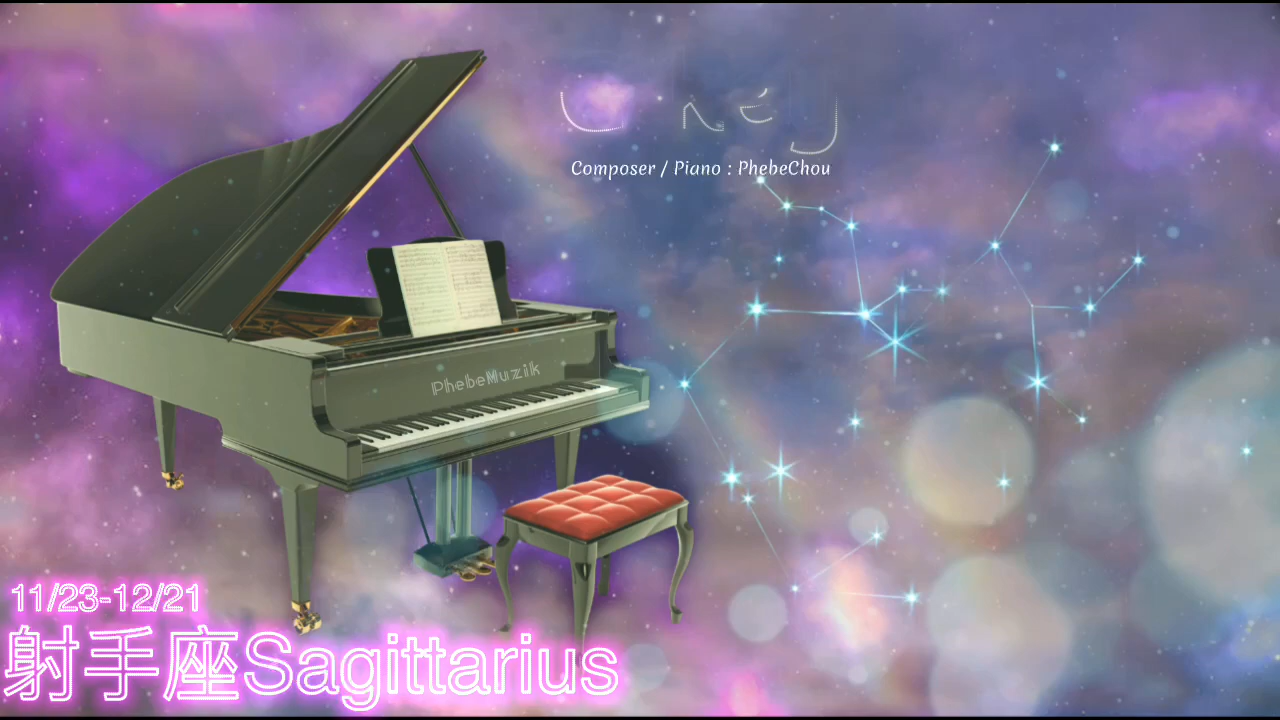 Composer / Piano : PhebeChou
PhebeMuzik
11/23-12/21
射手座Sagittarius